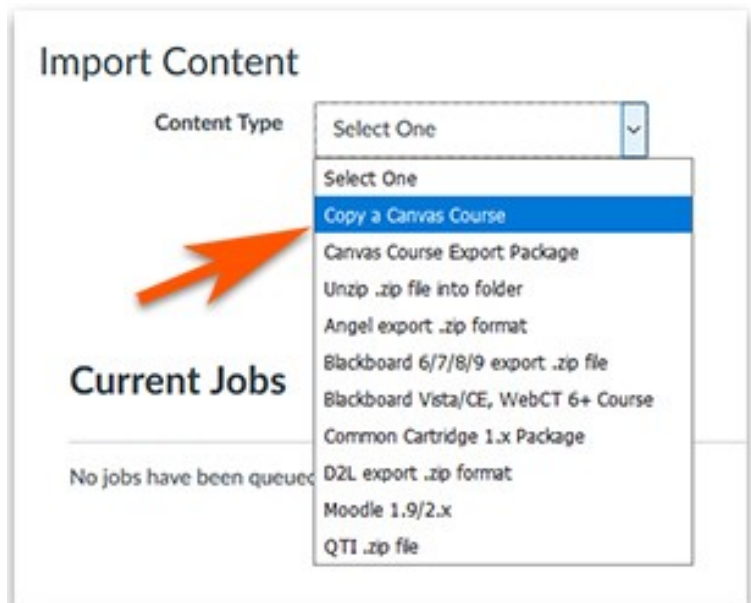 Import Content
Content Type
Select One
Select One
Copy a Canvas Course
Canvas Course Export Package
Unzip .zip file into folder
Angel export .zip format
Blackboard 6/7/8/9 export .zip file
Blackboard Vista/CE, WebCT 6+ Course
Common Cartridge 1.x Package
D2L export .zip format
Moodle 1.9/2.x
QTI .zip file
Current Jobs
No jobs have been queued